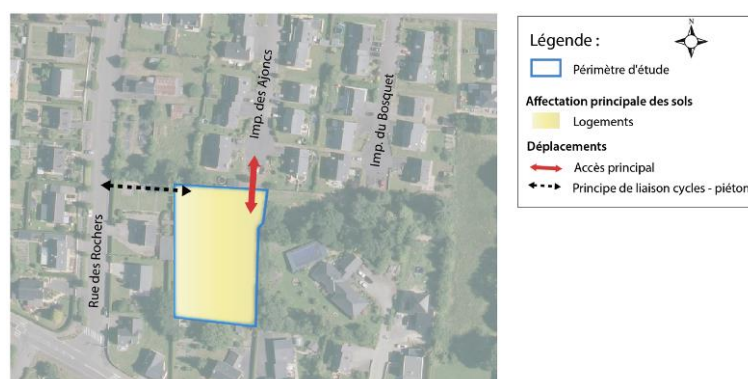 Rue des Rochers
Imp. des Ajoncs
Imp. du Bosquet
Légende :
N
Périmètre d'étude
Affectation principale des sols
Logements
Déplacements
Accès principal
Principe de liaison cycles - piéton